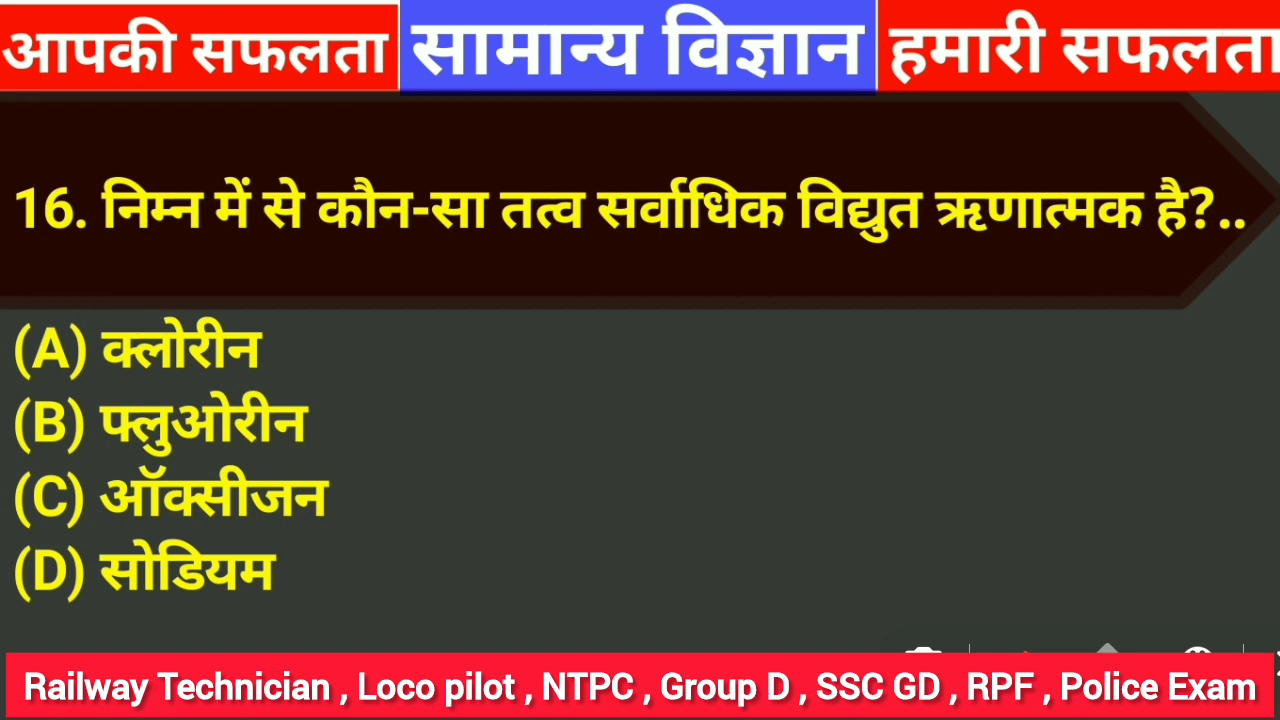 आपकी सफलता सामान्य विज्ञान हमारी सफलता
16. निम्न में से कौन-सा तत्व सर्वाधिक विद्युत ऋणात्मक है?..
(A) क्लोरीन
(B) फ्लुओरीन
(C) ऑक्सीजन
(D) सोडियम
Railway Technician , Loco pilot , NTPC , Group D , SSC GD , RPF , Police Exam